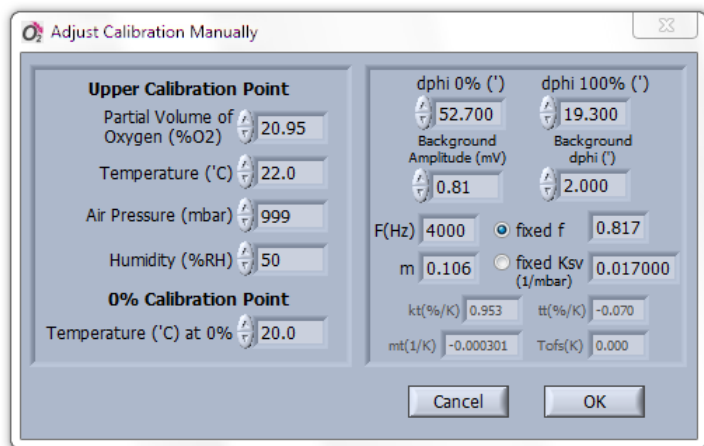 O2 Adjust Calibration Manually
Upper Calibration Point
Partial Volume of
Oxygen (%O2) 20.95
Temperature (°C) 22.0
Air Pressure (mbar) 999
Humidity (%RH) 50
0% Calibration Point
Temperature (°C) at 0% 20.0
dphi 0% (°) dphi 100% (°)
52.700 19.300
Background Background
Amplitude (mV) dphi (°)
0.81 2.000
F(Hz) 4000 fixed f 0.817
m 0.106 fixed Ksv 0.017000
(1/mbar)
kt(%/K) 0.953 tt(%/K) -0.070
mt(1/K) -0.000301 Tofs(K) 0.000
Cancel OK